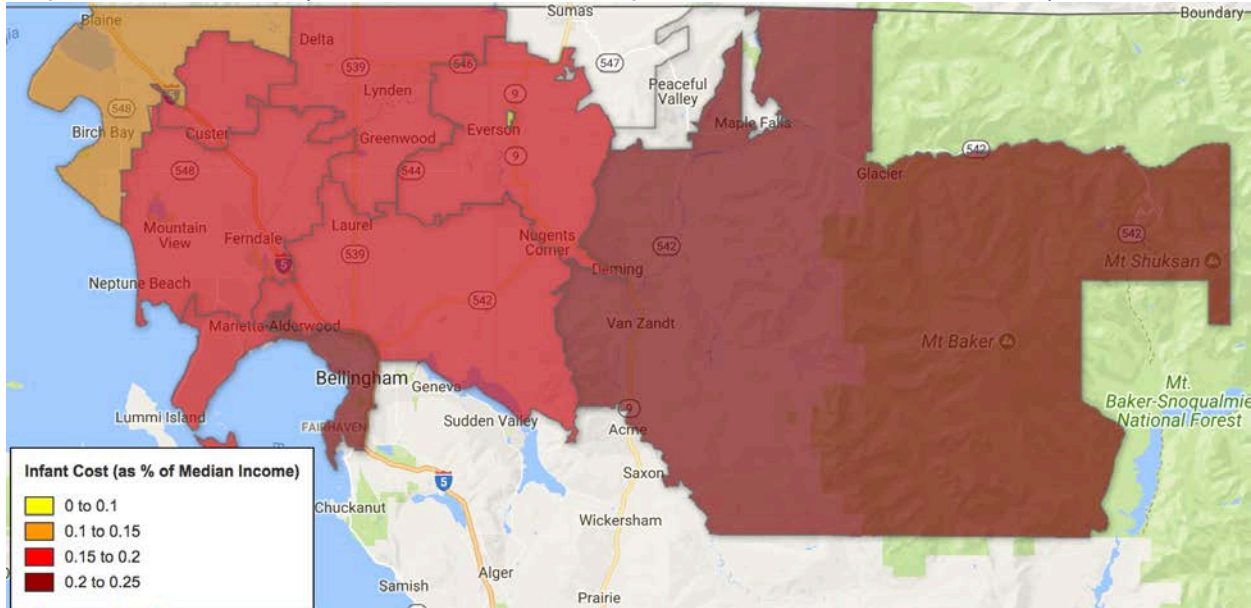 Sumas
Boundary
Blaine
Delta
539
546
547
Lynden
Peaceful
Valley
9
548
Birch Bay
Custer
Greenwood
Everson
Maple Falls
542
9
544
548
Glacier
Mountain
View
Ferndale
Laurel
Nugents
Corner
542
542
5
539
Mt Shuksan
Deming
Neptune Beach
542
Marietta-Alderwood
Van Zandt
Mt Baker
Bellingham
Geneva
Mt.
Baker-Snoqualmie
National Forest
Lummi Island
FAIRHAVEN
Sudden Valley
9
Acme
Infant Cost (as % of Median Income)
0 to 0.1
0.1 to 0.15
0.15 to 0.2
0.2 to 0.25
Saxon
5
Chuckanut
Wickersham
Samish
Alger
Prairie